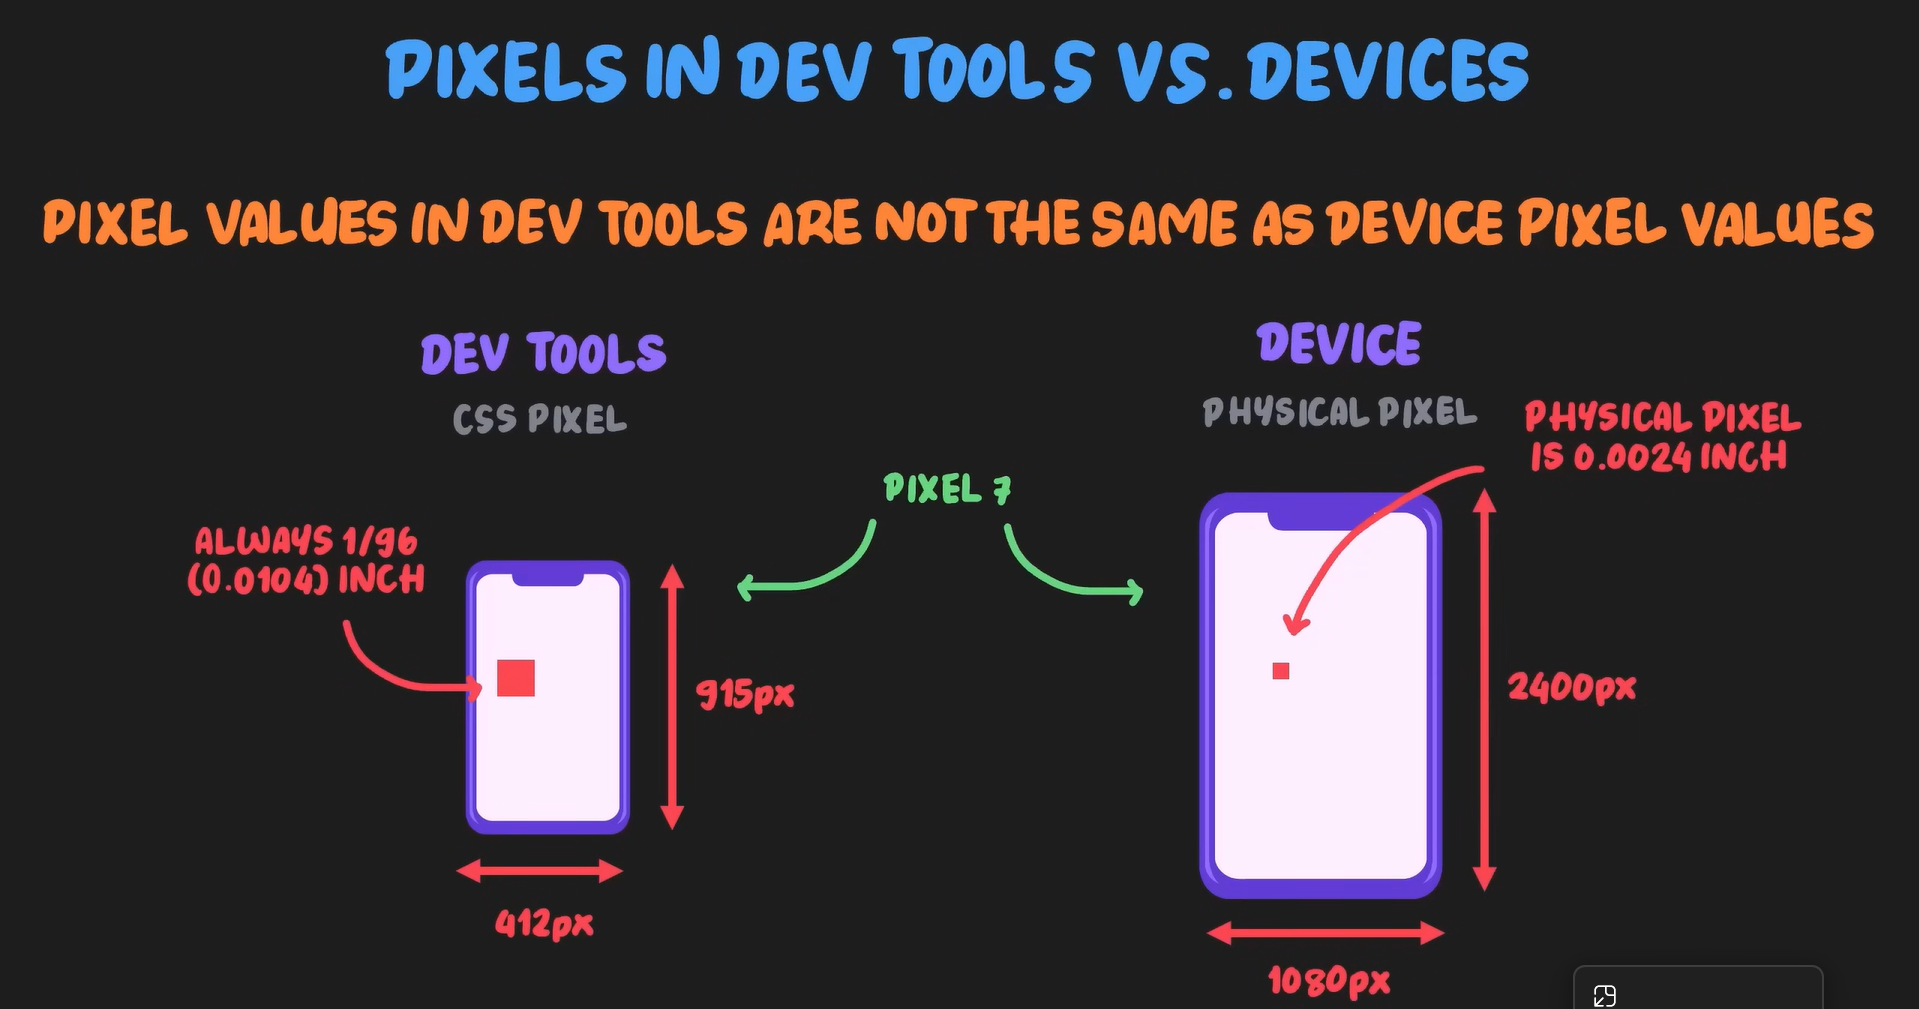 PIXELS IN DEV TOOLS VS. DEVICES
PIXEL VALUES IN DEV TOOLS ARE NOT THE SAME AS DEVICE PIXEL VALUES
DEV TOOLS
CSS PIXEL
ALWAYS 1/96
(0.0104) INCH
915px
412px
PIXEL 7
DEVICE
PHYSICAL PIXEL
PHYSICAL PIXEL
IS 0.0024 INCH
2400px
1080px